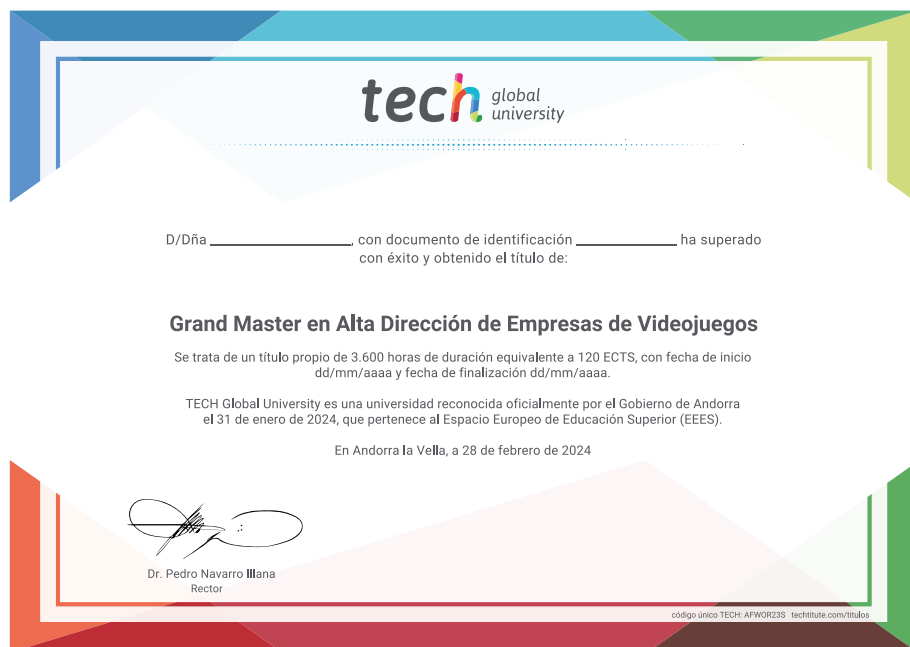 tech global university
D/Dña ______________, con documento de identificación __________ ha superado
con éxito y obtenido el título de:
Grand Master en Alta Dirección de Empresas de Videojuegos
Se trata de un título propio de 3.600 horas de duración equivalente a 120 ECTS, con fecha de inicio
dd/mm/aaaa y fecha de finalización dd/mm/aaaa.
TECH Global University es una universidad reconocida oficialmente por el Gobierno de Andorra
el 31 de enero de 2024, que pertenece al Espacio Europeo de Educación Superior (EEES).
En Andorra la Vella, a 28 de febrero de 2024
Dr. Pedro Navarro Illana
Rector
código único TECH: AFWOR23S techtitute.com/titulos